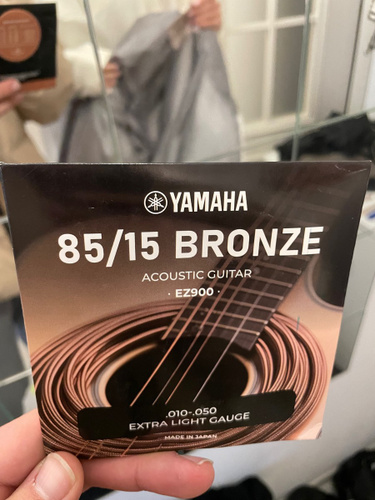 YAMAHA
85/15 BRONZE
ACOUSTIC GUITAR
· EZ900 ·
.010-.050
EXTRA LIGHT GAUGE
MADE IN JAPAN